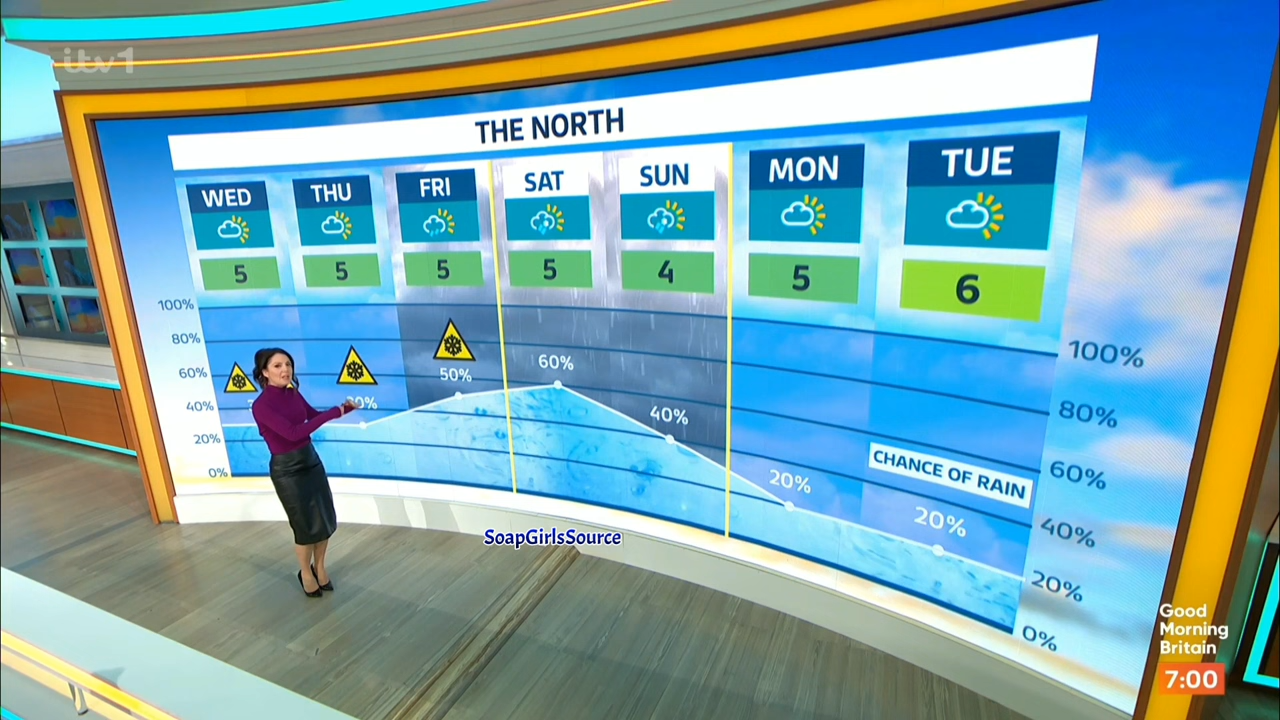 itv1
THE NORTH
WED THU FRI SAT SUN MON TUE
5 5 5 5 4 5 6
100%
80%
60%
40%
20%
0%
50%
60%
40%
20%
20%
CHANCE OF RAIN
100%
80%
60%
40%
20%
0%
SoapGirlsSource
Good
Morning
Britain
7:00